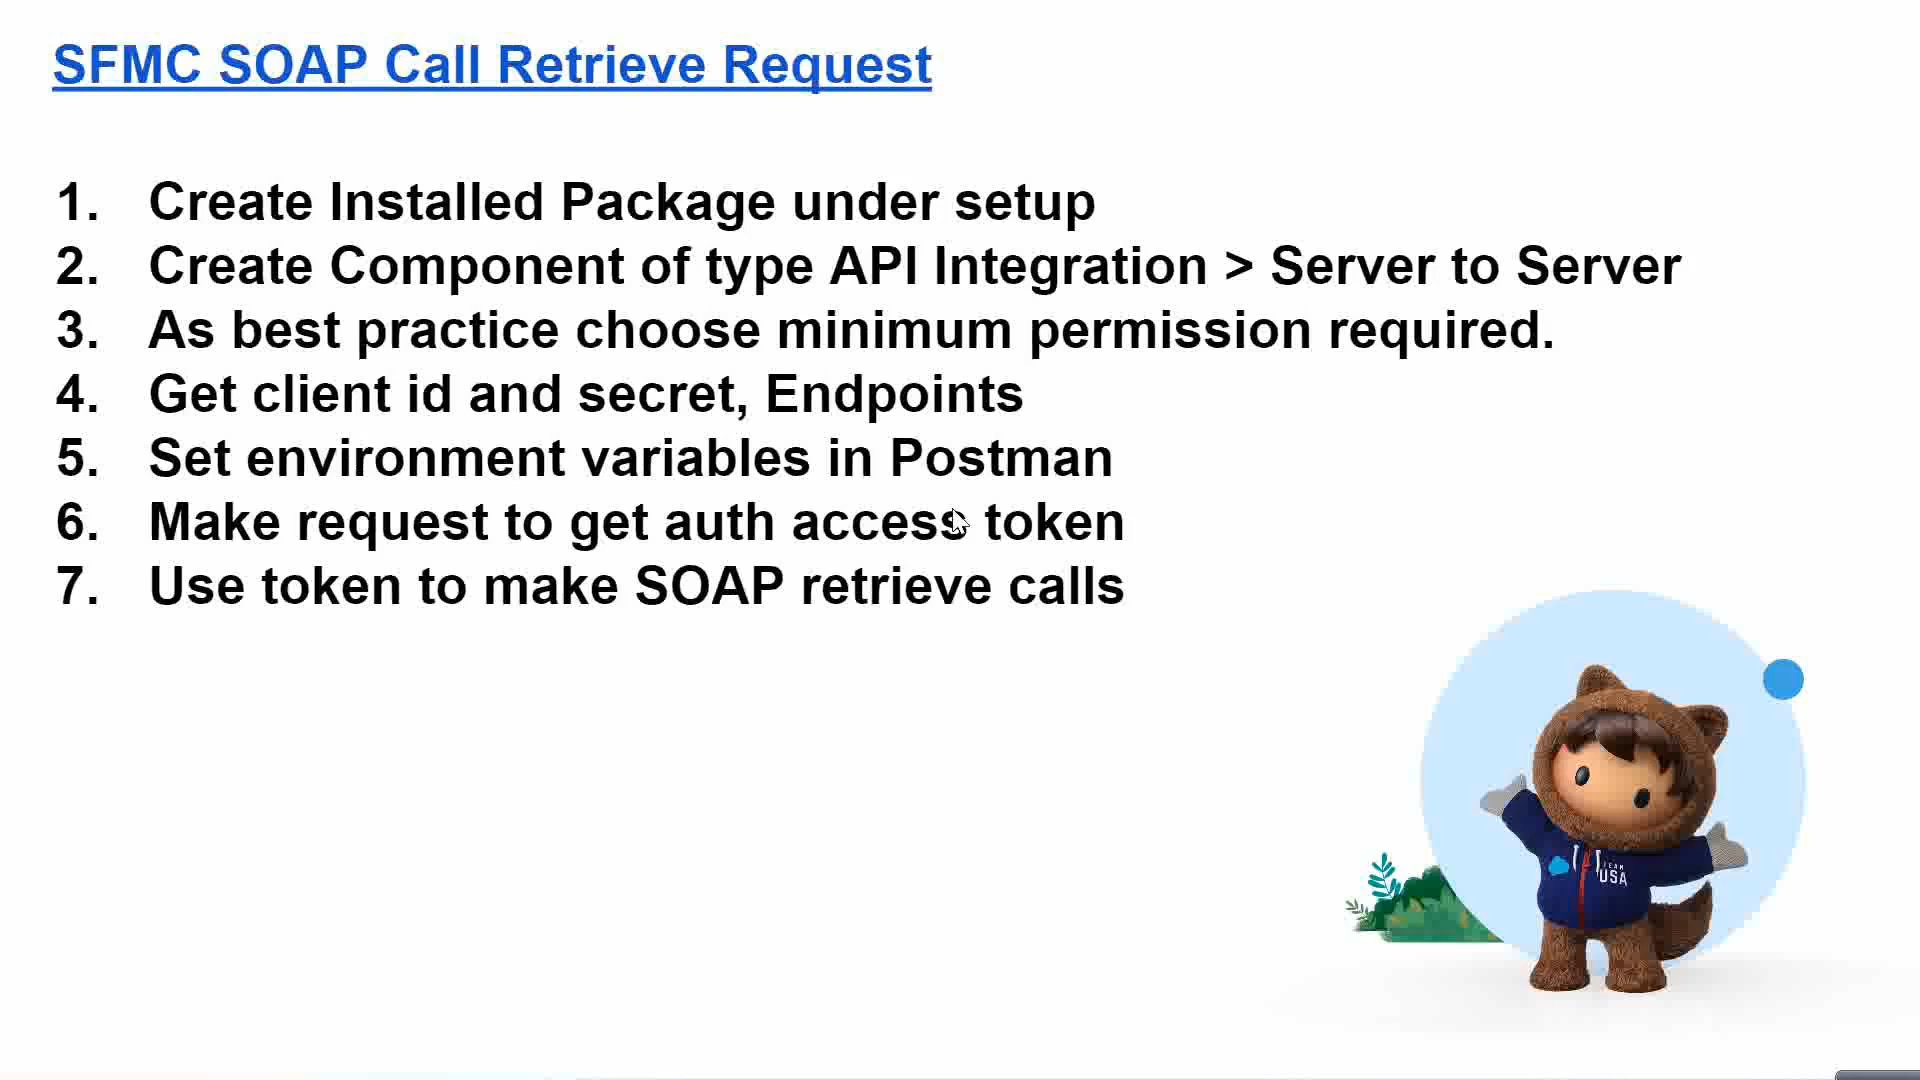 SFMC SOAP Call Retrieve Request
1. Create Installed Package under setup
2. Create Component of type API Integration > Server to Server
3. As best practice choose minimum permission required.
4. Get client id and secret, Endpoints
5. Set environment variables in Postman
6. Make request to get auth access token
7. Use token to make SOAP retrieve calls
TEAM
USA